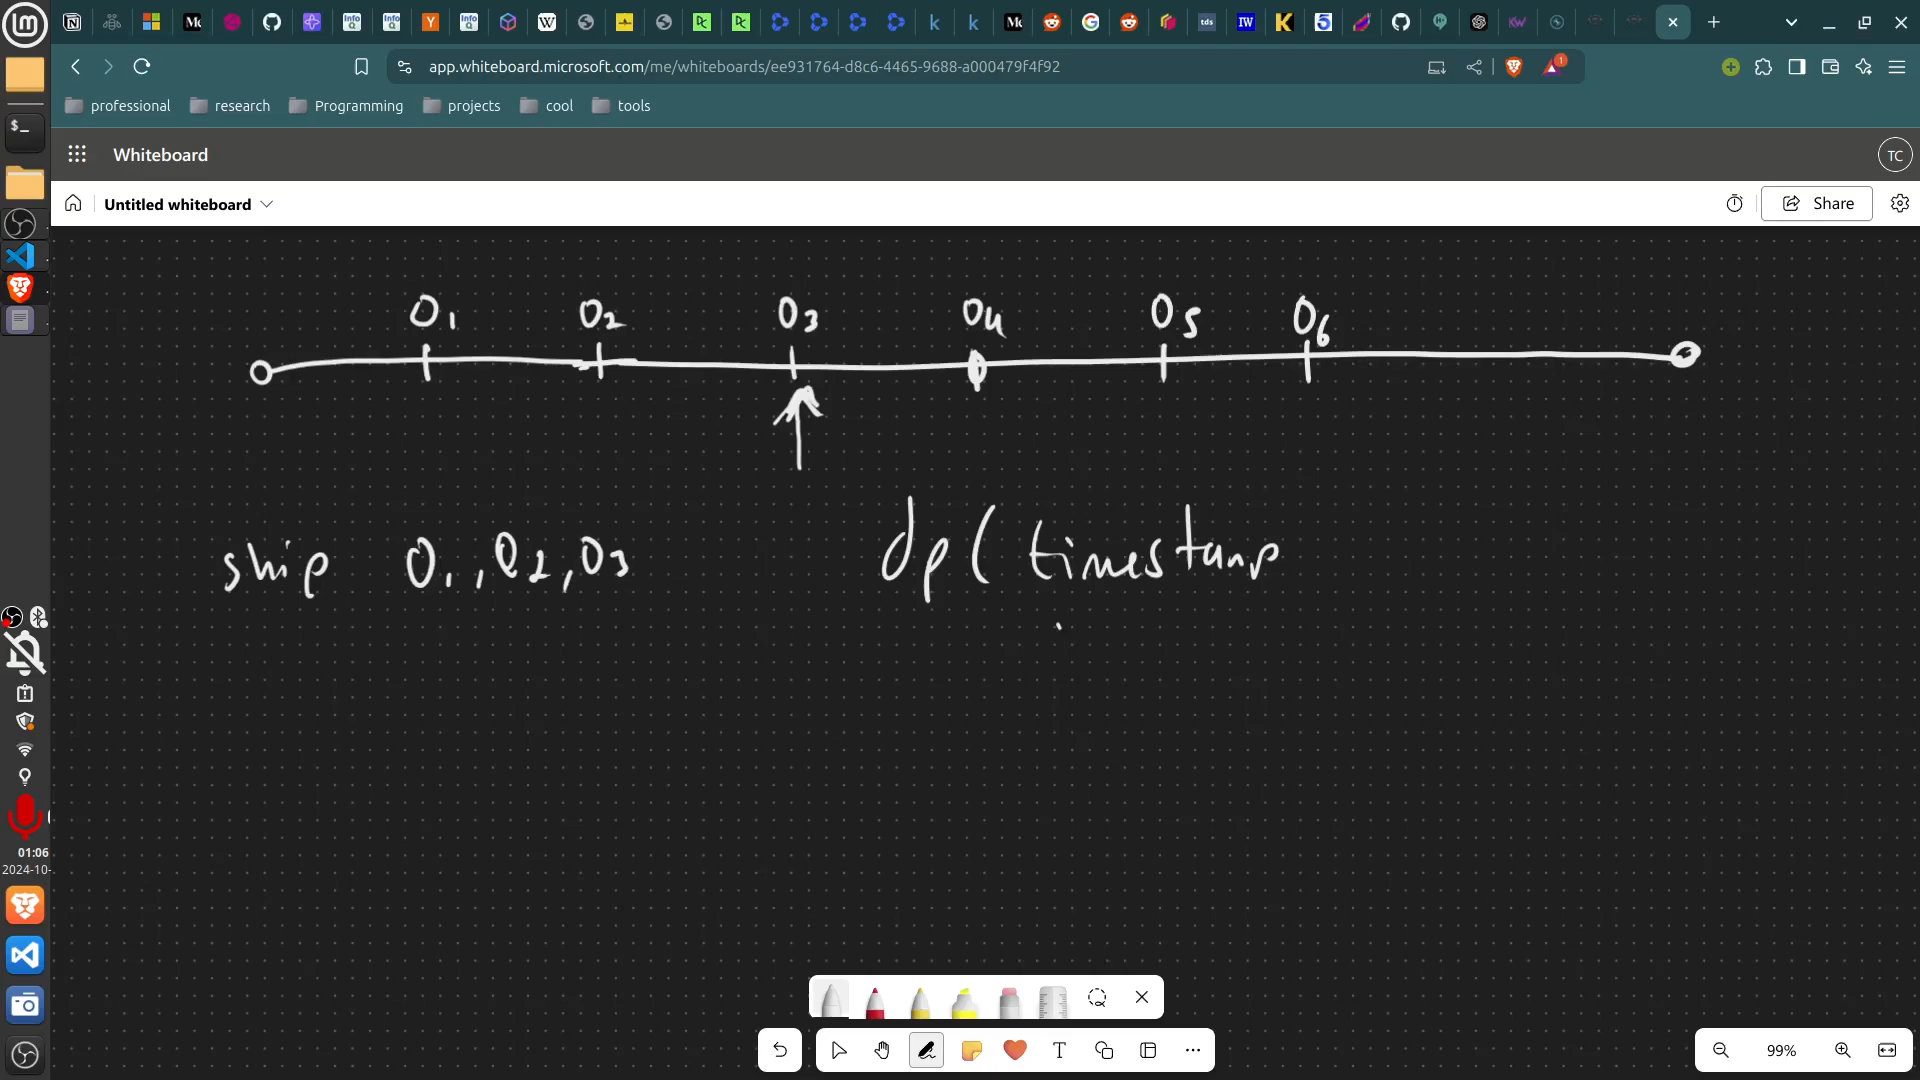 app.whiteboard.microsoft.com/me/whiteboards/ee931764-d8c6-4465-9688-a000479f4f92
1
professional research Programming projects cool tools
Whiteboard
TC
Untitled whiteboard
Share
O1 O2 O3 O4 O5 O6
ship O1, O2, O3
dp( timestamp
01:06
2024-10-
99%